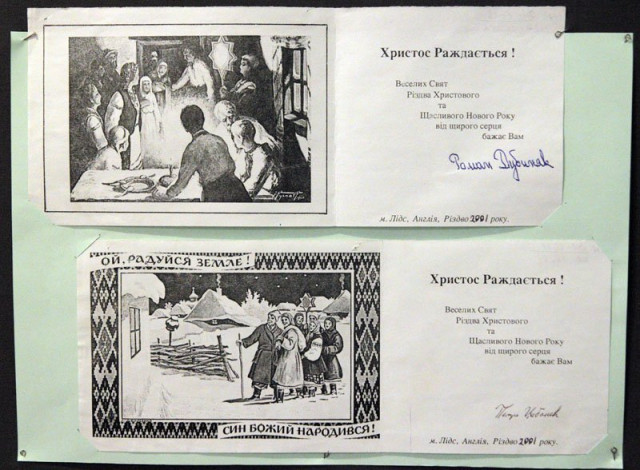 Христос Раждається !
Веселих Свят
Різдва Христового
та
Щасливого Нового Року
від щирого серця
бажає Вам
Роман Дубиняк
м. Лідс, Англія, Різдво 2001 року.
ОЙ, РАДУЙСЯ ЗЕМЛЕ !
СИН БОЖИЙ НАРОДИВСЯ !
Христос Раждається !
Веселих Свят
Різдва Христового
та
Щасливого Нового Року
від щирого серця
бажає Вам
м. Лідс, Англія, Різдво 2001 року.